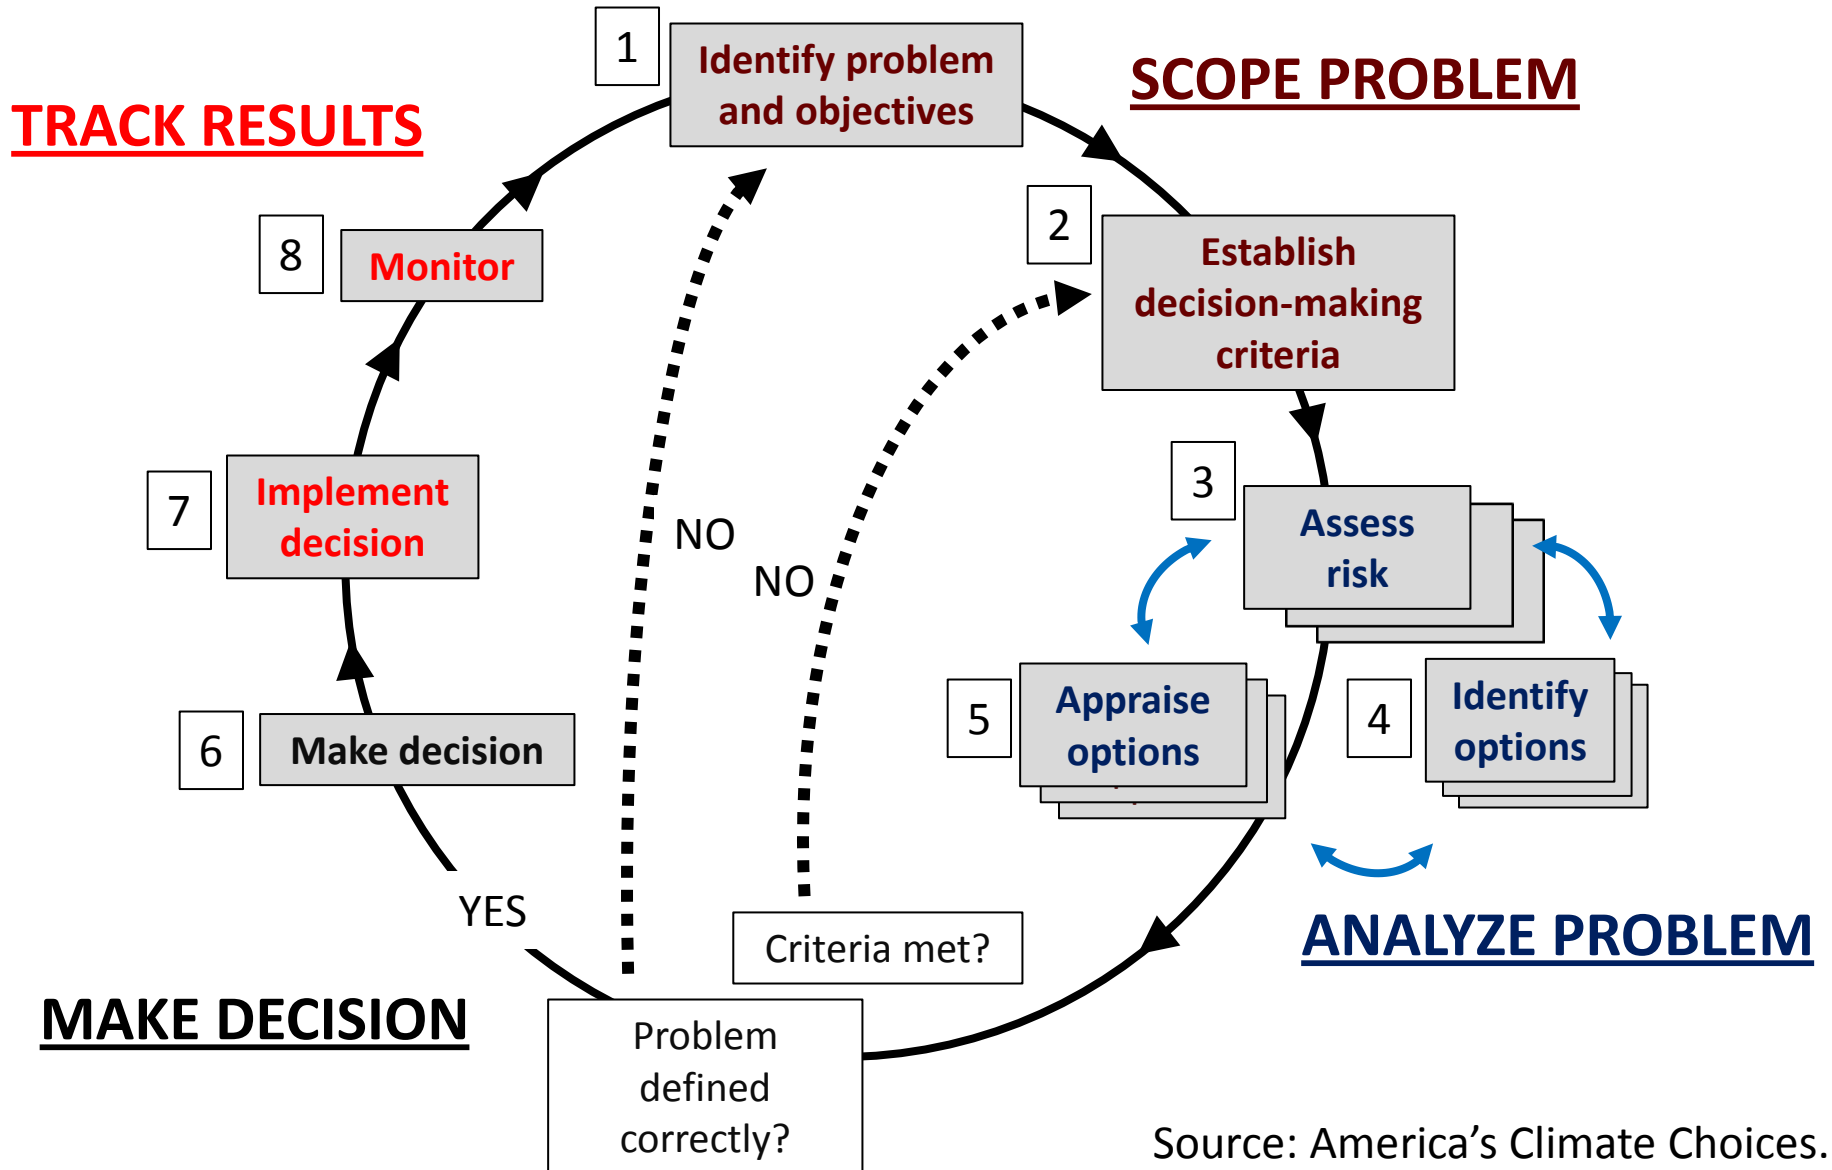 1
Identify problem
and objectives
SCOPE PROBLEM
TRACK RESULTS
2
Establish
decision-making
criteria
8
Monitor
3
Assess
risk
7
Implement
decision
NO
NO
5
Appraise
options
4
Identify
options
6
Make decision
YES
Criteria met?
ANALYZE PROBLEM
MAKE DECISION
Problem
defined
correctly?
Source: America’s Climate Choices.